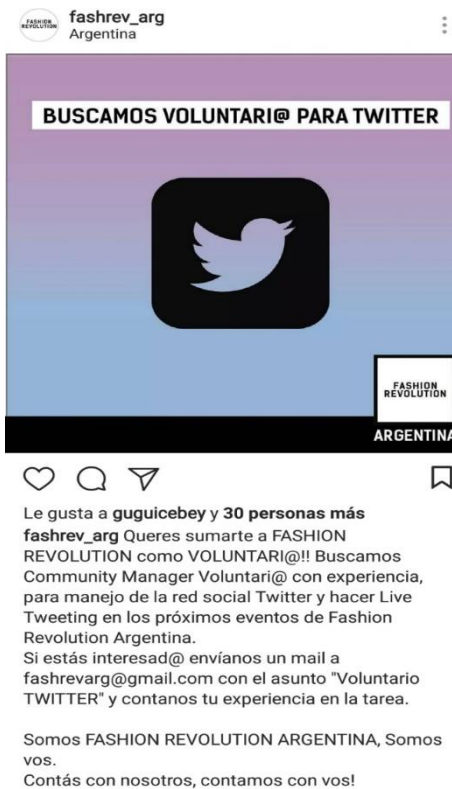 FASHION
REVOLUTION
fashrev_arg
Argentina
BUSCAMOS VOLUNTARI@ PARA TWITTER
FASHION
REVOLUTION
ARGENTINA
Le gusta a guguicebey y 30 personas más
fashrev_arg Queres sumarte a FASHION
REVOLUTION como VOLUNTARI@!! Buscamos
Community Manager Voluntari@ con experiencia,
para manejo de la red social Twitter y hacer Live
Tweeting en los próximos eventos de Fashion
Revolution Argentina.
Si estás interesad@ envíanos un mail a
fashrevarg@gmail.com con el asunto "Voluntario
TWITTER" y contanos tu experiencia en la tarea.
Somos FASHION REVOLUTION ARGENTINA, Somos
vos.
Contás con nosotros, contamos con vos!